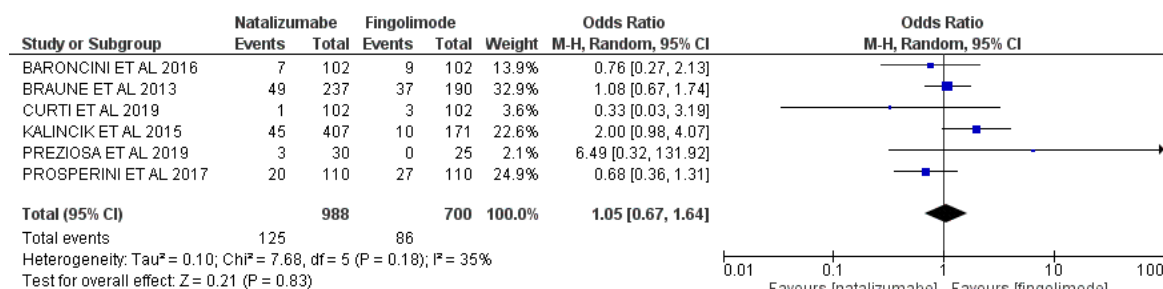 Natalizumabe Fingolimode Odds Ratio Odds Ratio
Study or Subgroup Events Total Events Total Weight M-H, Random, 95% CI M-H, Random, 95% CI
BARONCINI ET AL 2016 7 102 9 102 13.9% 0.76 [0.27, 2.13]
BRAUNE ET AL 2013 49 237 37 190 32.9% 1.08 [0.67, 1.74]
CURTI ET AL 2019 1 102 3 102 3.6% 0.33 [0.03, 3.19]
KALINCIK ET AL 2015 45 407 10 171 22.6% 2.00 [0.98, 4.07]
PREZIOSA ET AL 2019 3 30 0 25 2.1% 6.49 [0.32, 131.92]
PROSPERINI ET AL 2017 20 110 27 110 24.9% 0.68 [0.36, 1.31]
Total (95% CI) 988 700 100.0% 1.05 [0.67, 1.64]
Total events 125 86
Heterogeneity: Tau² = 0.10; Chi² = 7.68, df = 5 (P = 0.18); I² = 35%
Test for overall effect: Z = 0.21 (P = 0.83)
0.01 0.1 1 10 100
Favours [natalizumabe] Favours [fingolimode]